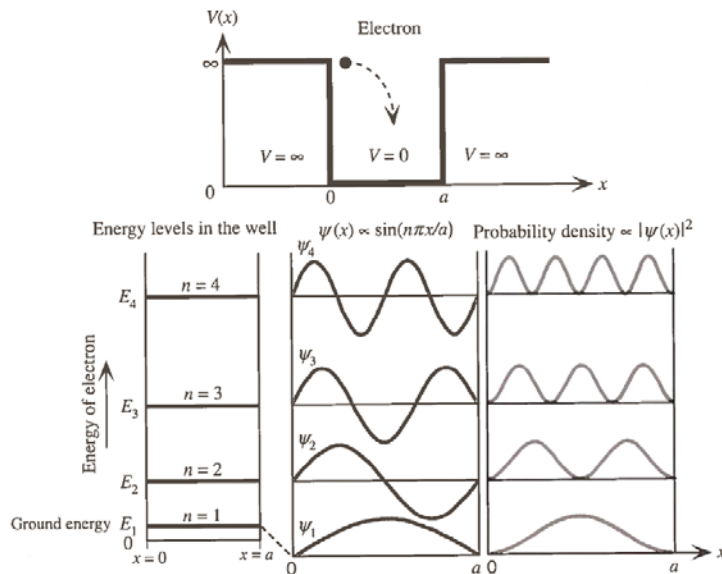 V(x)
Electron
∞
V = ∞
V = 0
V = ∞
0
0
a
x
Energy levels in the well
ψ(x) ∝ sin(nπx/a)
Probability density ∝ |ψ(x)|²
ψ₄
E₄
n = 4
ψ₃
E₃
n = 3
Energy of electron
ψ₂
E₂
n = 2
Ground energy
E₁
n = 1
ψ₁
0
x = 0
x = a
0
a
0
a
x